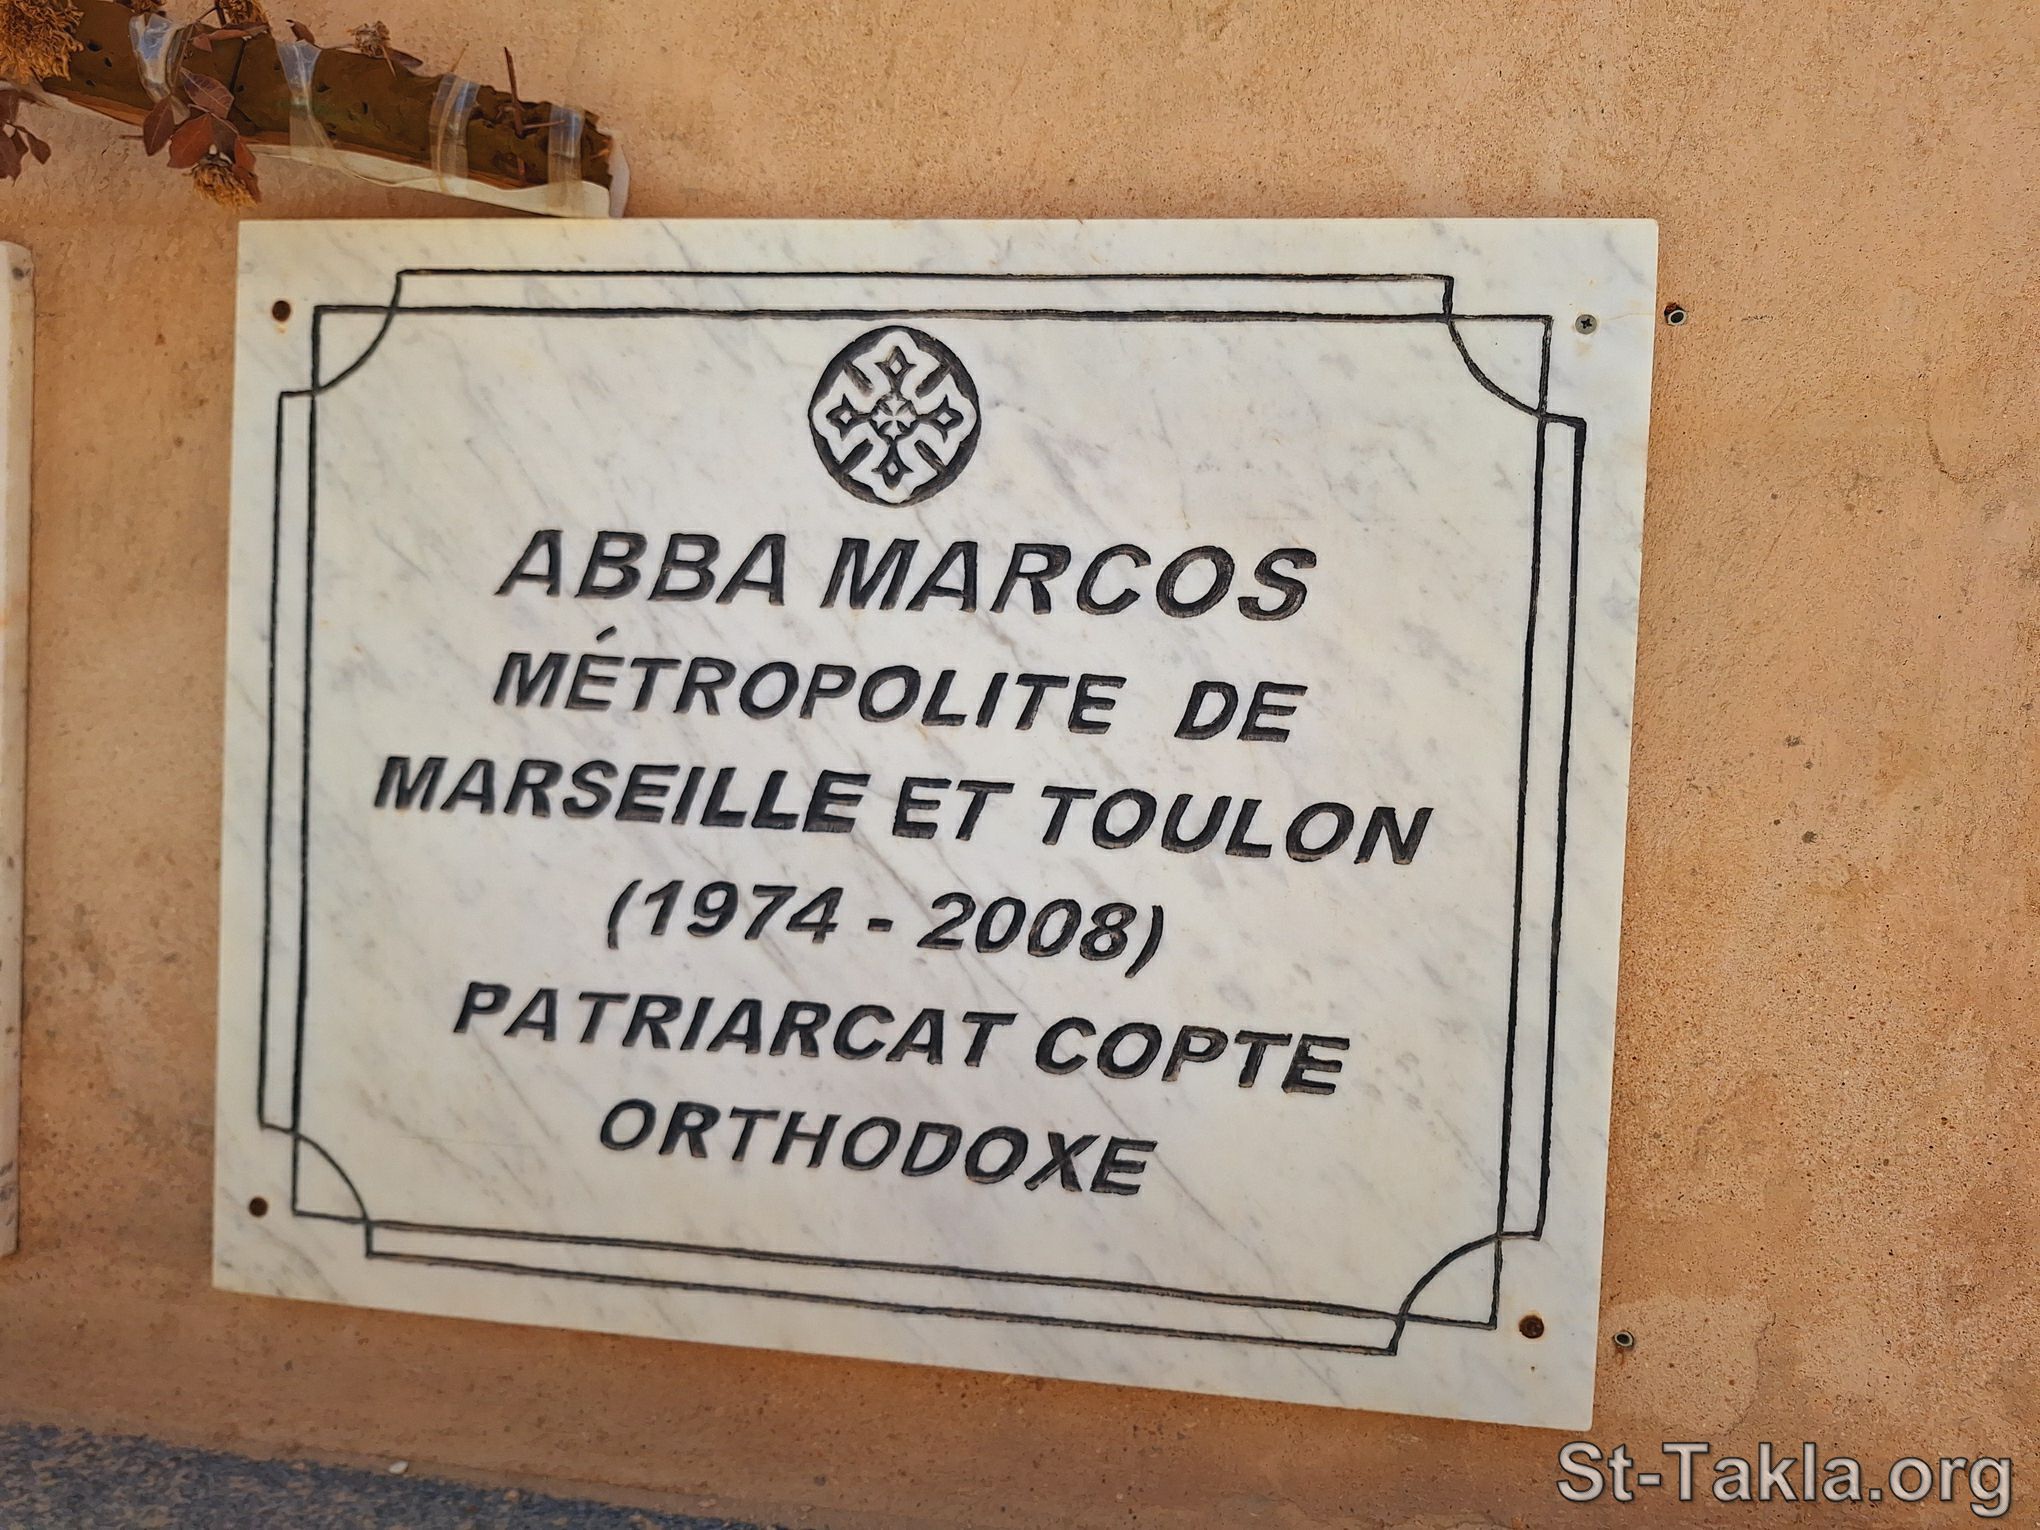 ABBA MARCOS
MÉTROPOLITE DE
MARSEILLE ET TOULON
(1974 - 2008)
PATRIARCAT COPTE
ORTHODOXE
St-Takla.org